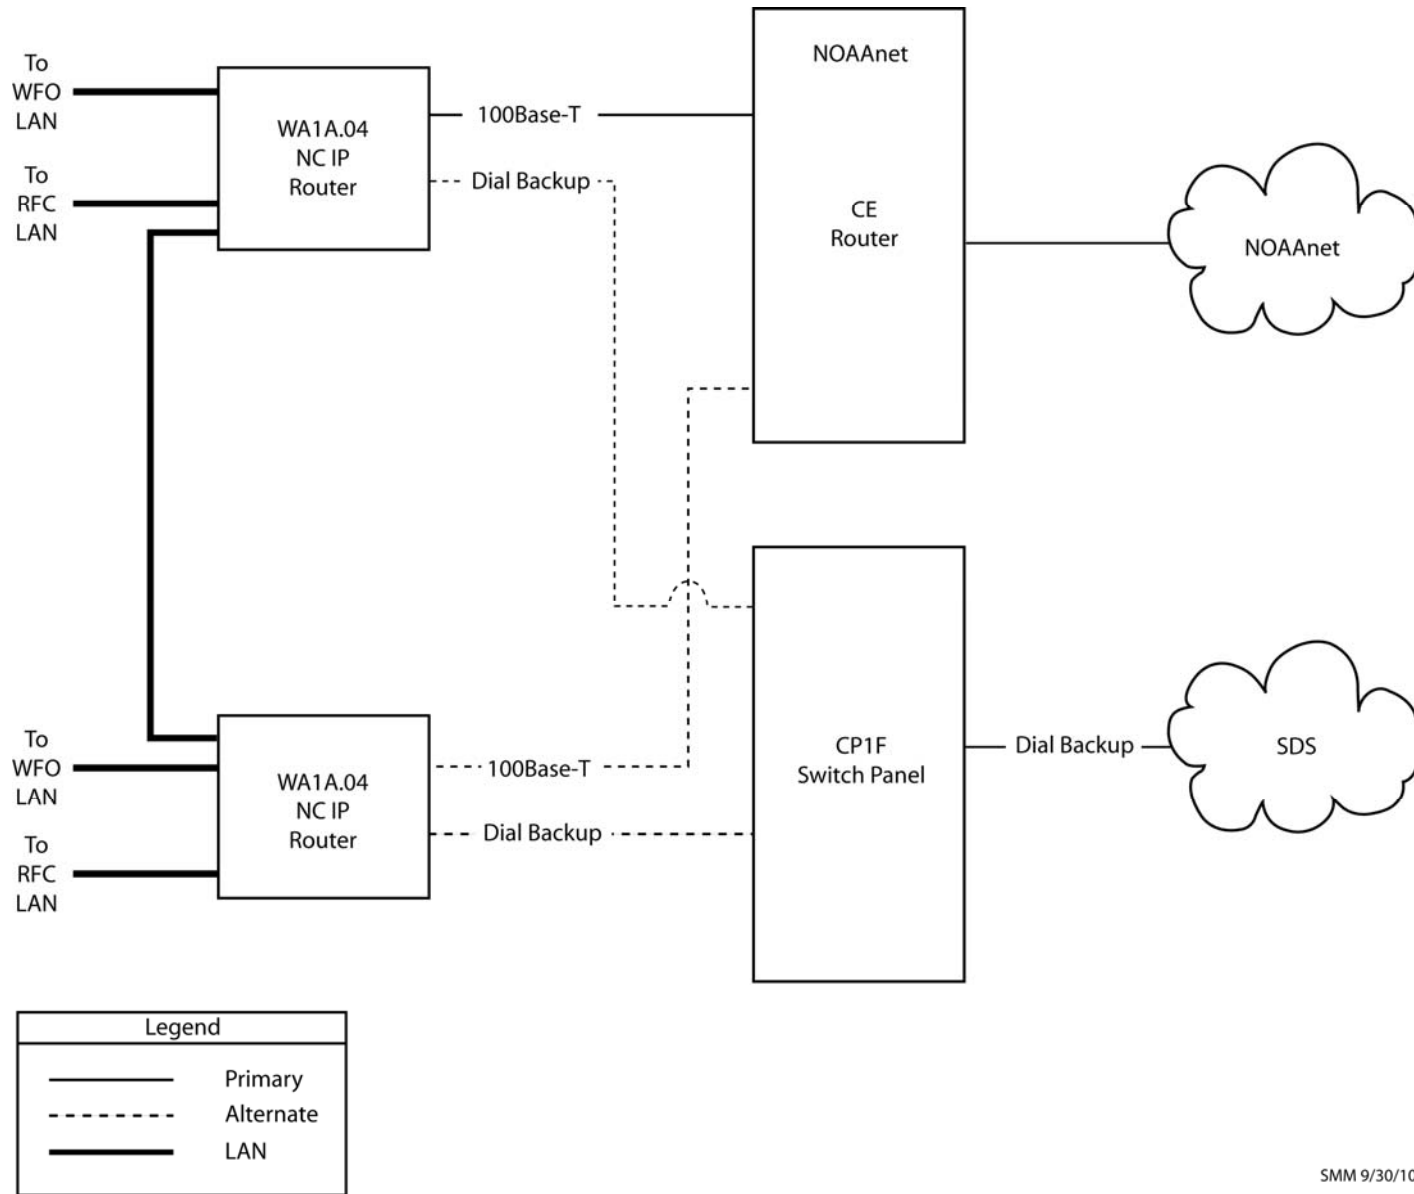 To
WFO
LAN
To
RFC
LAN
WA1A.04
NC IP
Router
100Base-T
Dial Backup
NOAAnet
CE
Router
NOAAnet
To
WFO
LAN
To
RFC
LAN
WA1A.04
NC IP
Router
100Base-T
Dial Backup
CP1F
Switch Panel
Dial Backup
SDS
Legend
Primary
Alternate
LAN
SMM 9/30/10